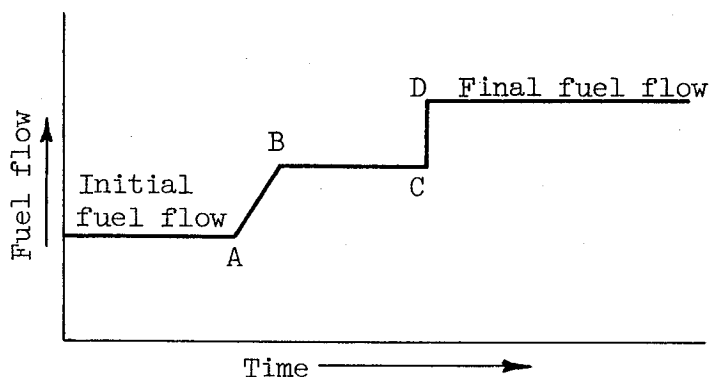 D Final fuel flow
B
Initial
fuel flow
C
A
Fuel flow
Time